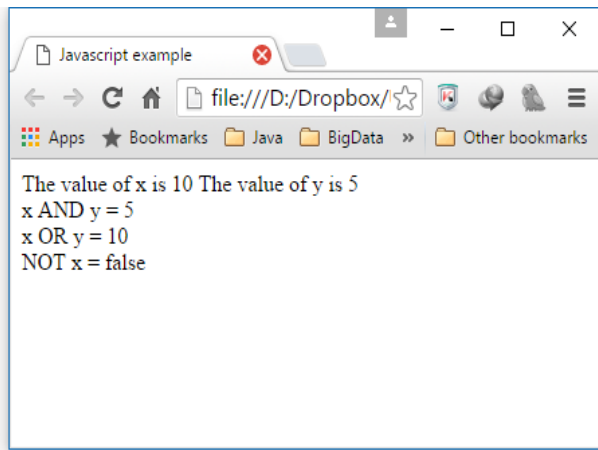 Javascript example
file:///D:/Dropbox/
Apps Bookmarks Java BigData » Other bookmarks
The value of x is 10 The value of y is 5
x AND y = 5
x OR y = 10
NOT x = false